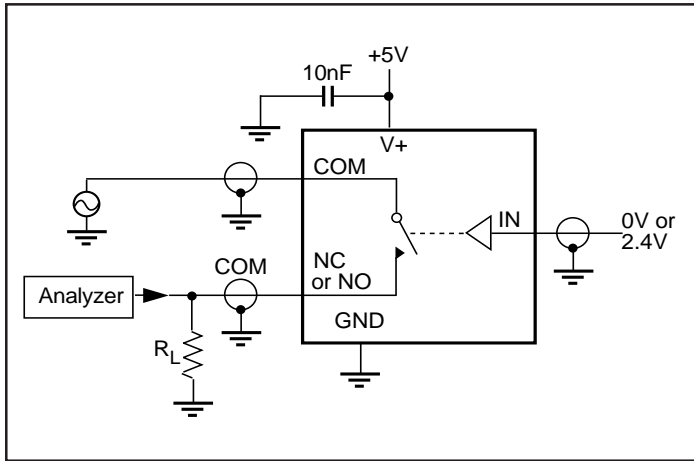 +5V
10nF
V+
COM
IN
0V or
2.4V
COM
NC
or NO
Analyzer
GND
RL